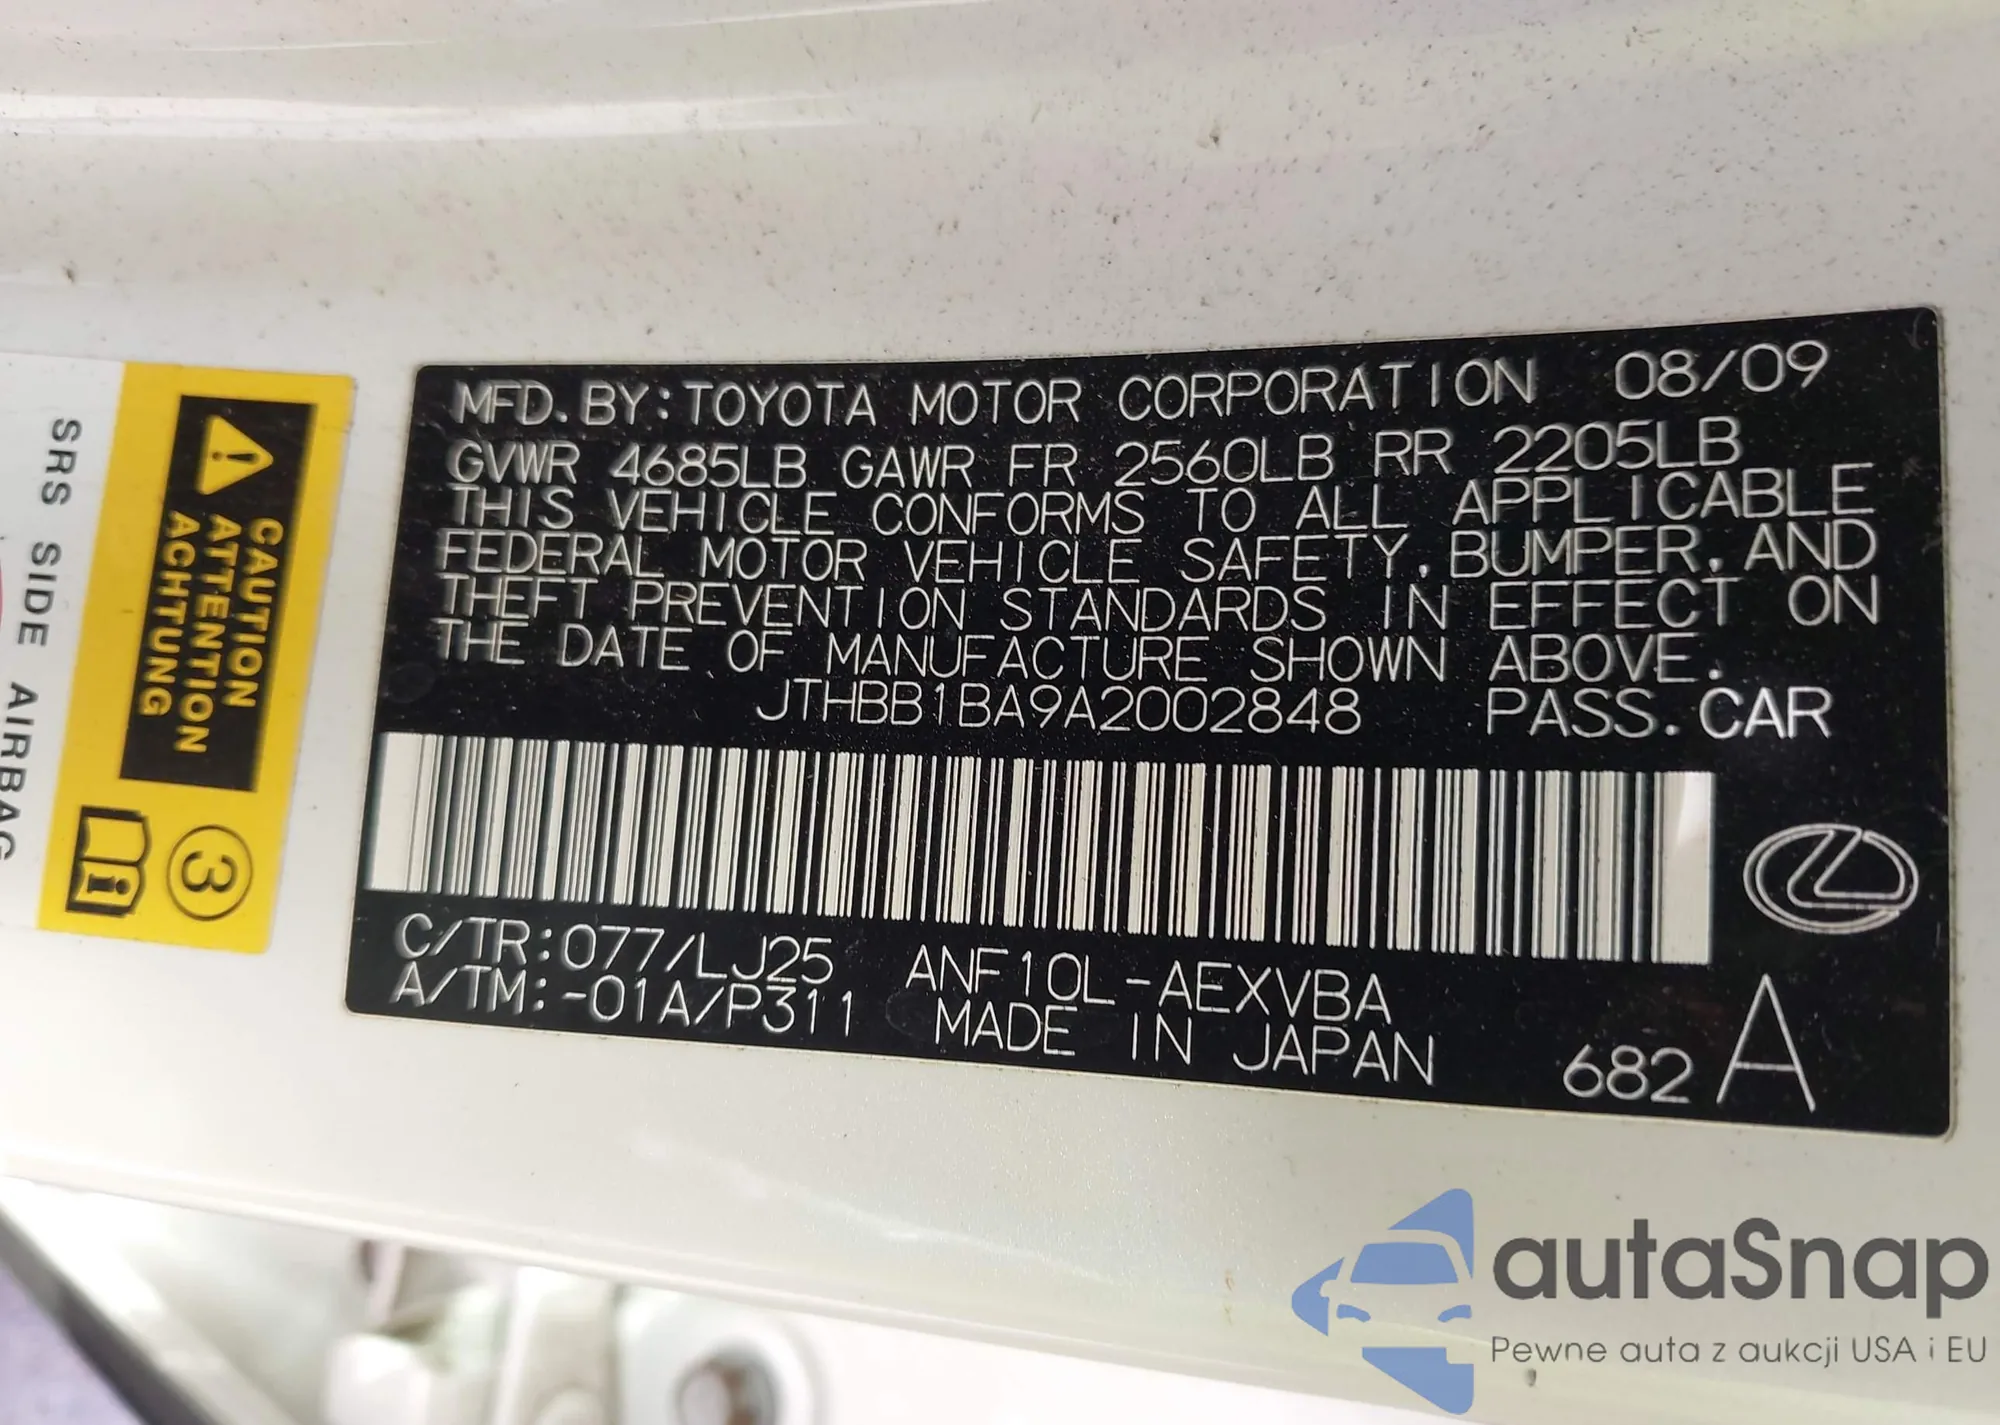 MFD. BY: TOYOTA MOTOR CORPORATION 08/09
GVWR 4685LB GAWR FR 2560LB RR 2205LB
THIS VEHICLE CONFORMS TO ALL APPLICABLE
FEDERAL MOTOR VEHICLE SAFETY, BUMPER, AND
THEFT PREVENTION STANDARDS IN EFFECT ON
THE DATE OF MANUFACTURE SHOWN ABOVE.
JTHBB1BA9A2002848 PASS. CAR
C/TR: 077/LJ25 ANF10L-AEXVBA
A/TM: -01A/P311 MADE IN JAPAN 682 A
CAUTION
ATTENTION
ACHTUNG
3
SRS SIDE AIRBAG
autaSnap
Pewne auta z aukcji USA i EU